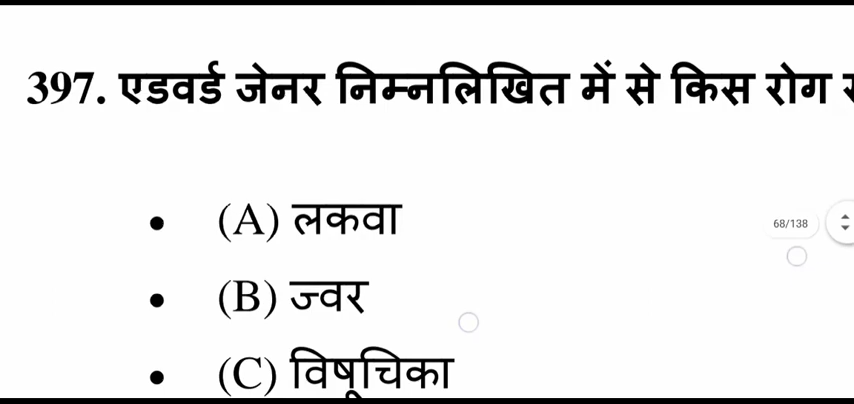 397. एडवर्ड जेनर निम्नलिखित में से किस रोग
(A) लकवा
68/138
(B) ज्वर
(C) विषूचिका